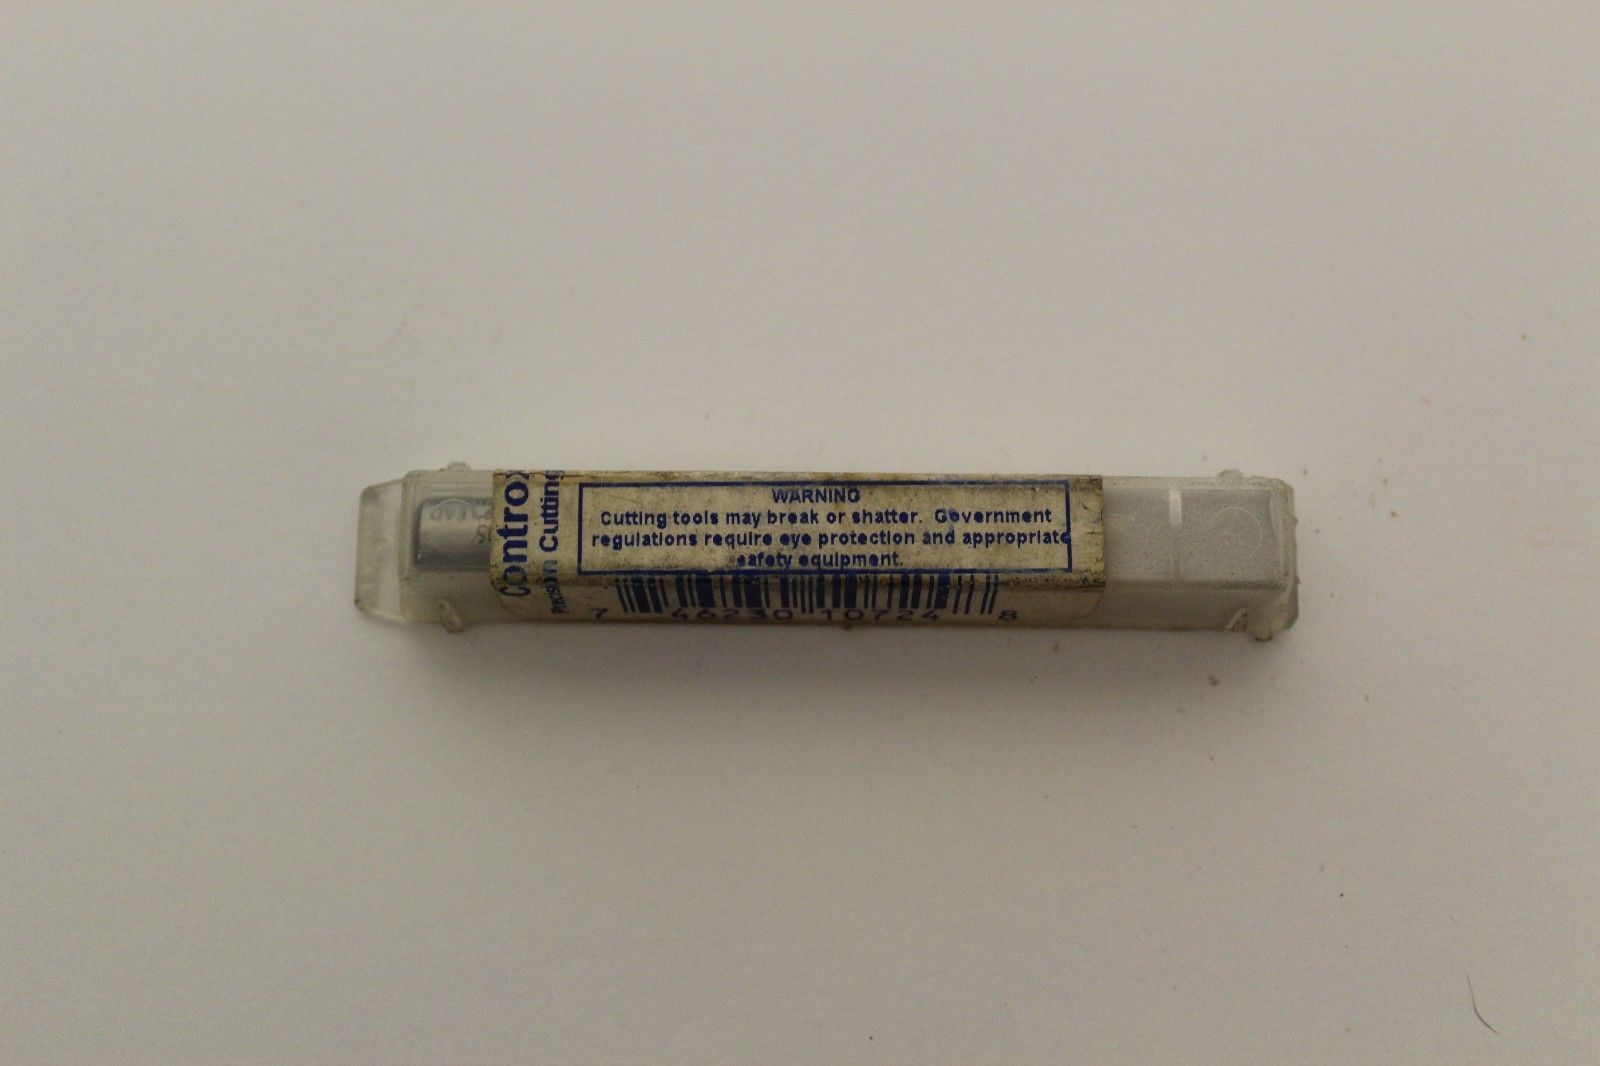 Controx
Precision Cutting
WARNING
Cutting tools may break or shatter. Government
regulations require eye protection and appropriate
safety equipment.
7 46230 10724 8